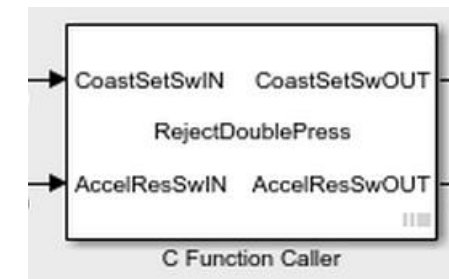 CoastSetSwIN CoastSetSwOUT
RejectDoublePress
AccelResSwIN AccelResSwOUT
C Function Caller